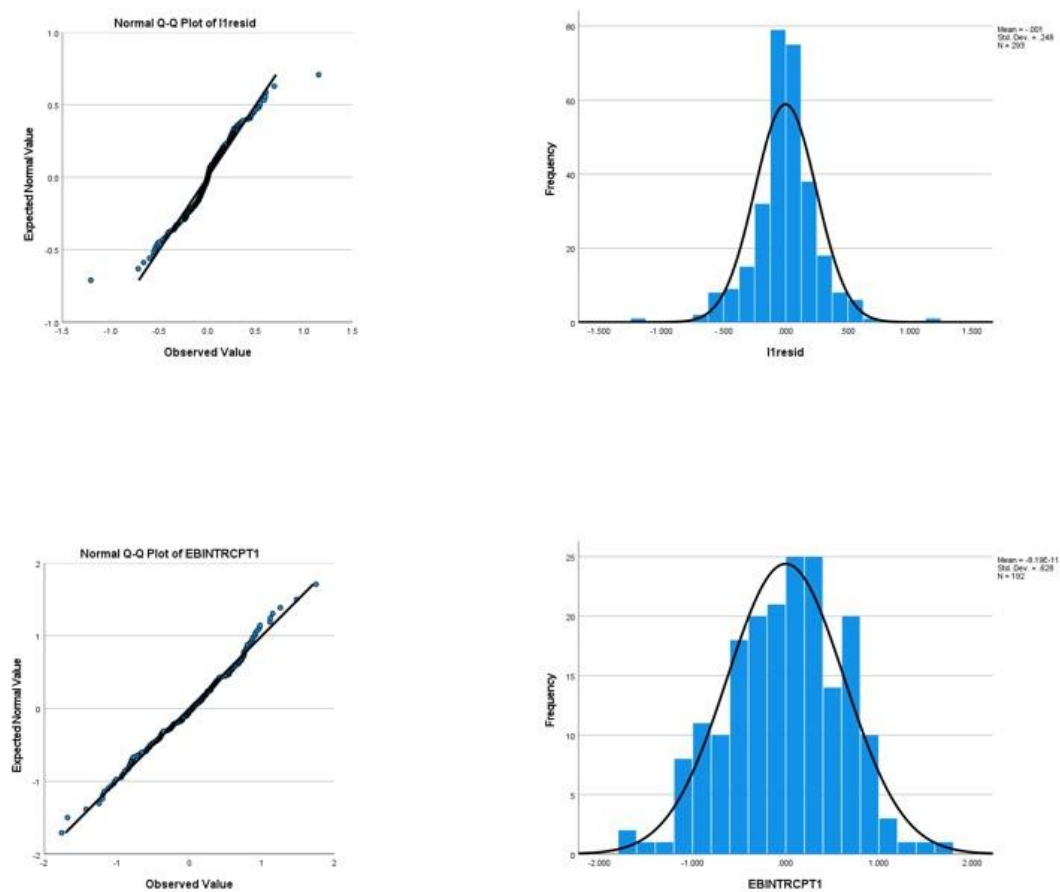 Normal Q-Q Plot of l1resid
1.0
0.5
0.0
-0.5
-1.0
-1.5 -1.0 -0.5 0.0 0.5 1.0 1.5
Expected Normal Value
Observed Value
80
60
40
20
0
-1.500 -1.000 -.500 .000 .500 1.000 1.500
Frequency
l1resid
Mean = -.001
Std. Dev. = .249
N = 293
Normal Q-Q Plot of EBINTRCPT1
2
1
0
-1
-2
-2 -1 0 1 2
Expected Normal Value
Observed Value
25
20
15
10
5
0
-2.000 -1.000 .000 1.000 2.000
Frequency
EBINTRCPT1
Mean = -9.19E-11
Std. Dev. = .628
N = 192